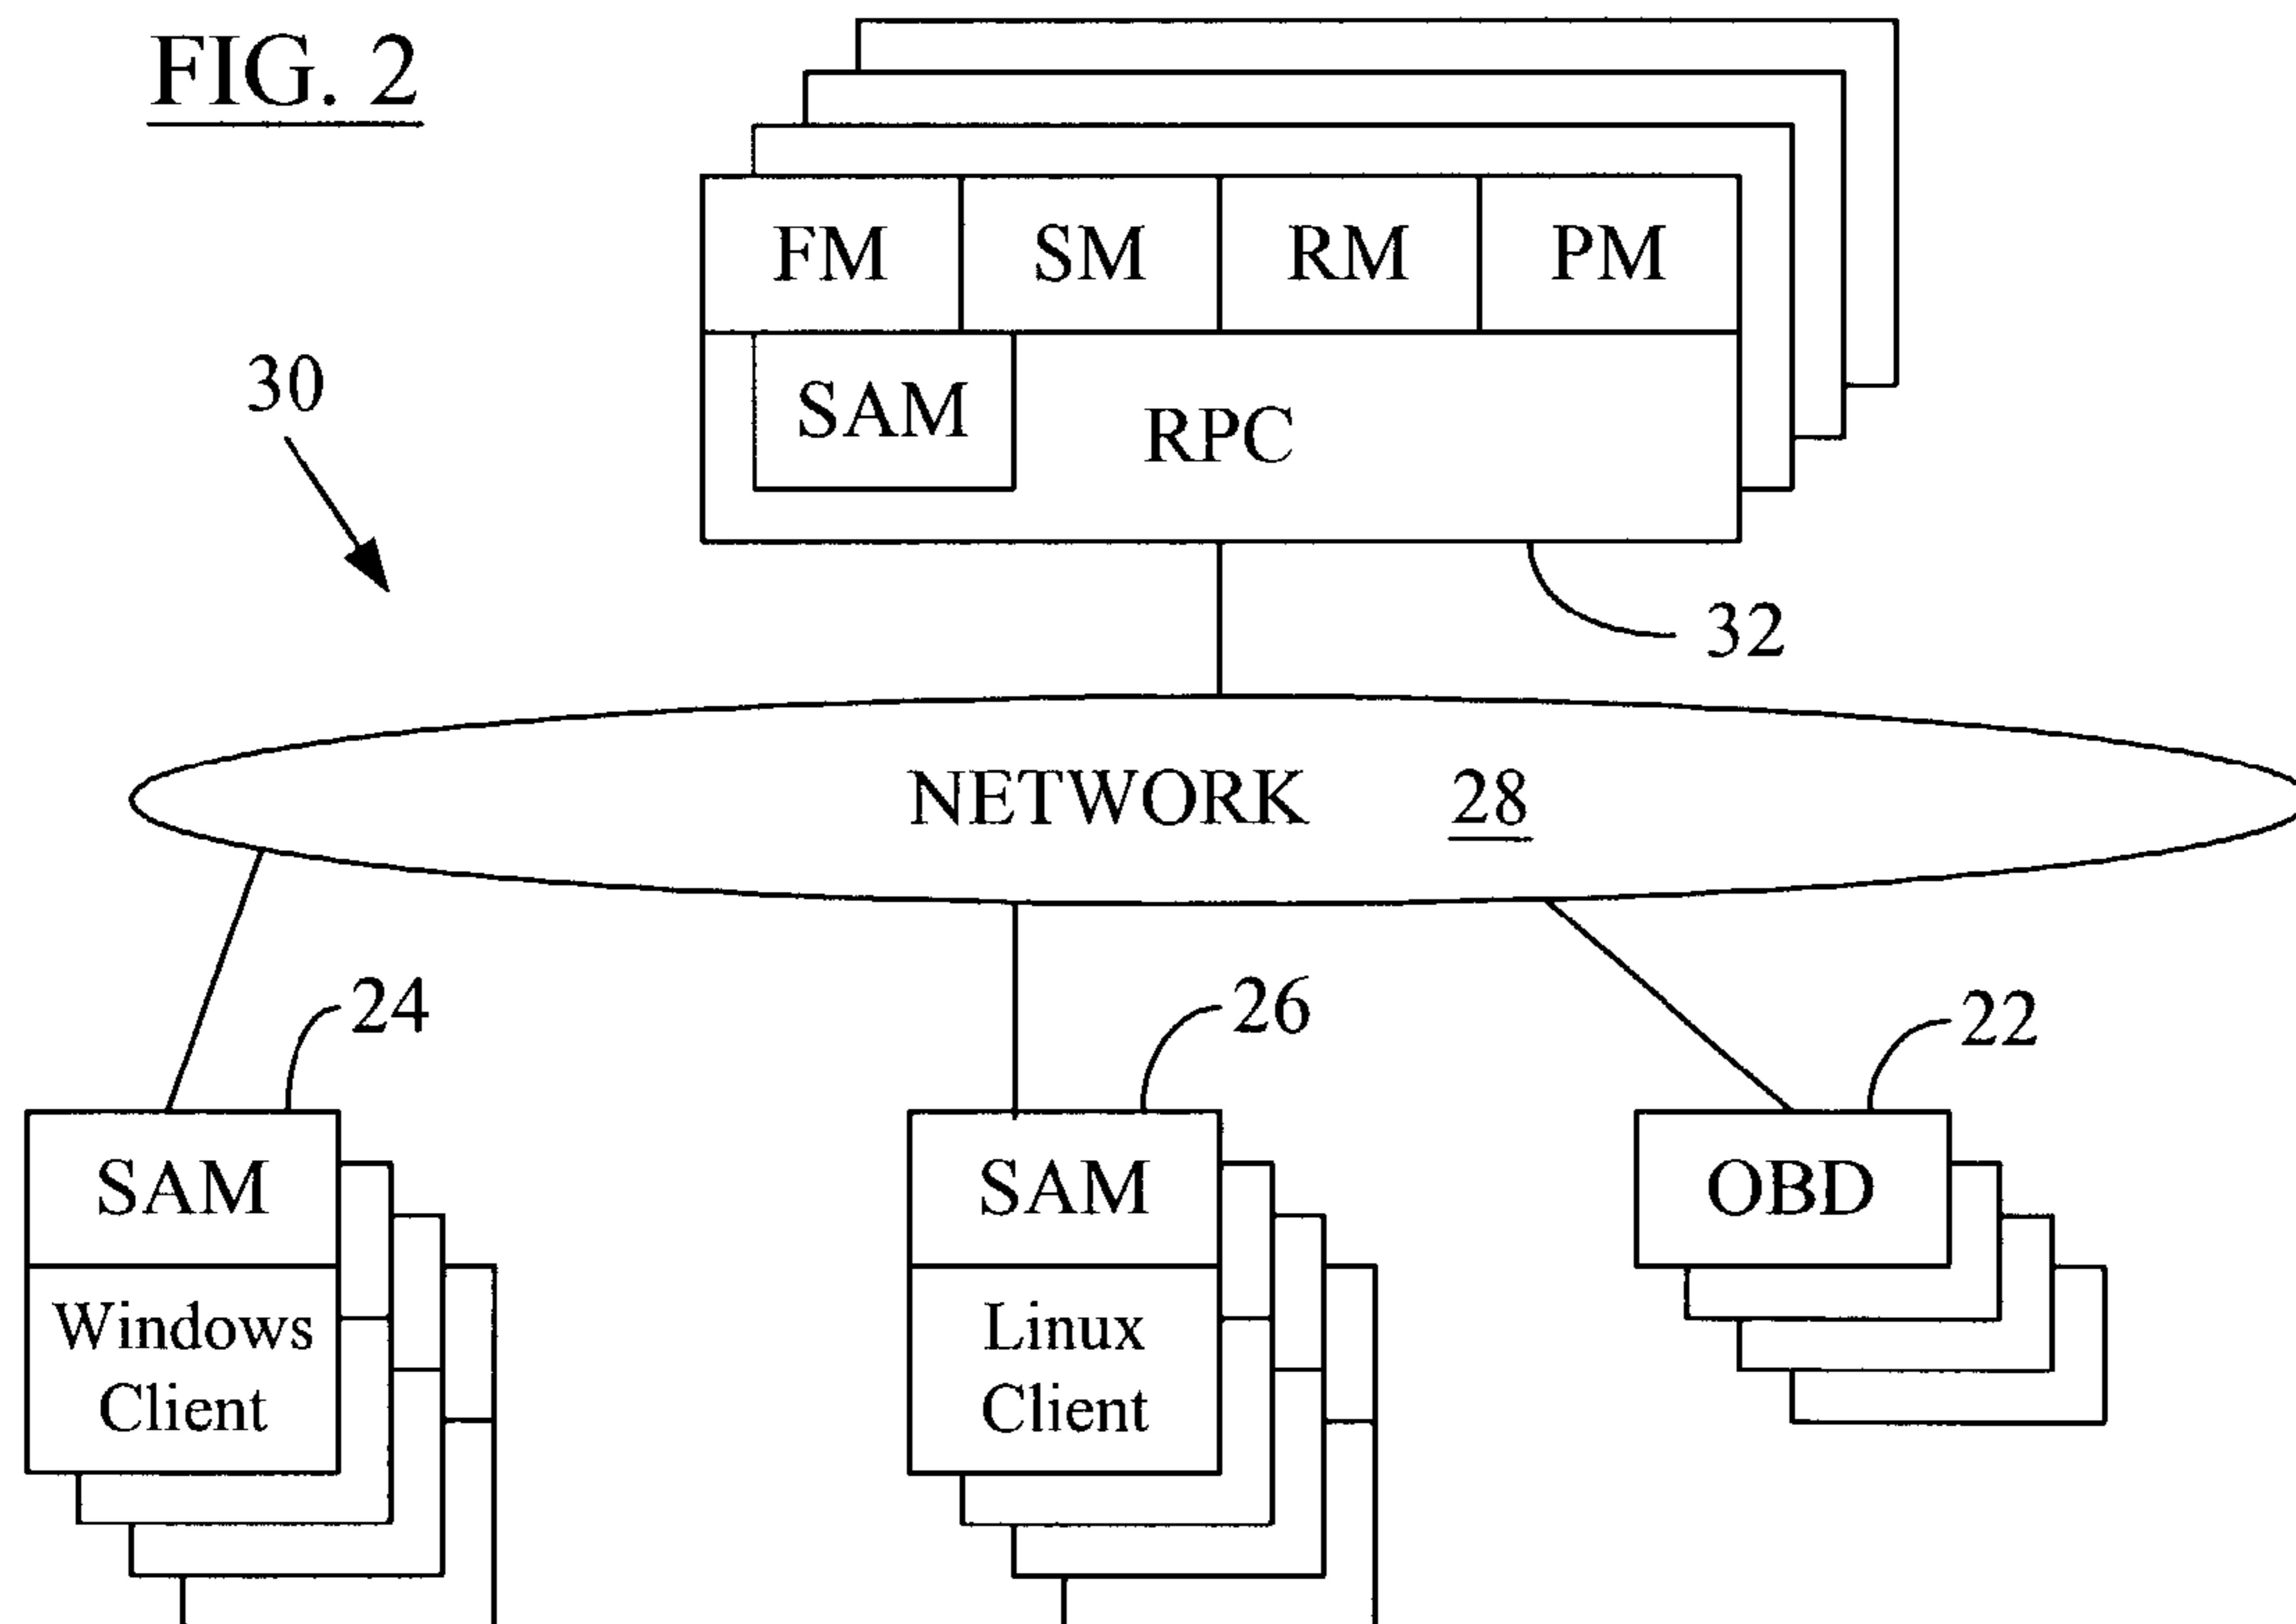 FIG. 2
FM SM RM PM
30
SAM RPC
32
NETWORK 28
24
26
22
SAM
SAM
OBD
Windows
Client
Linux
Client